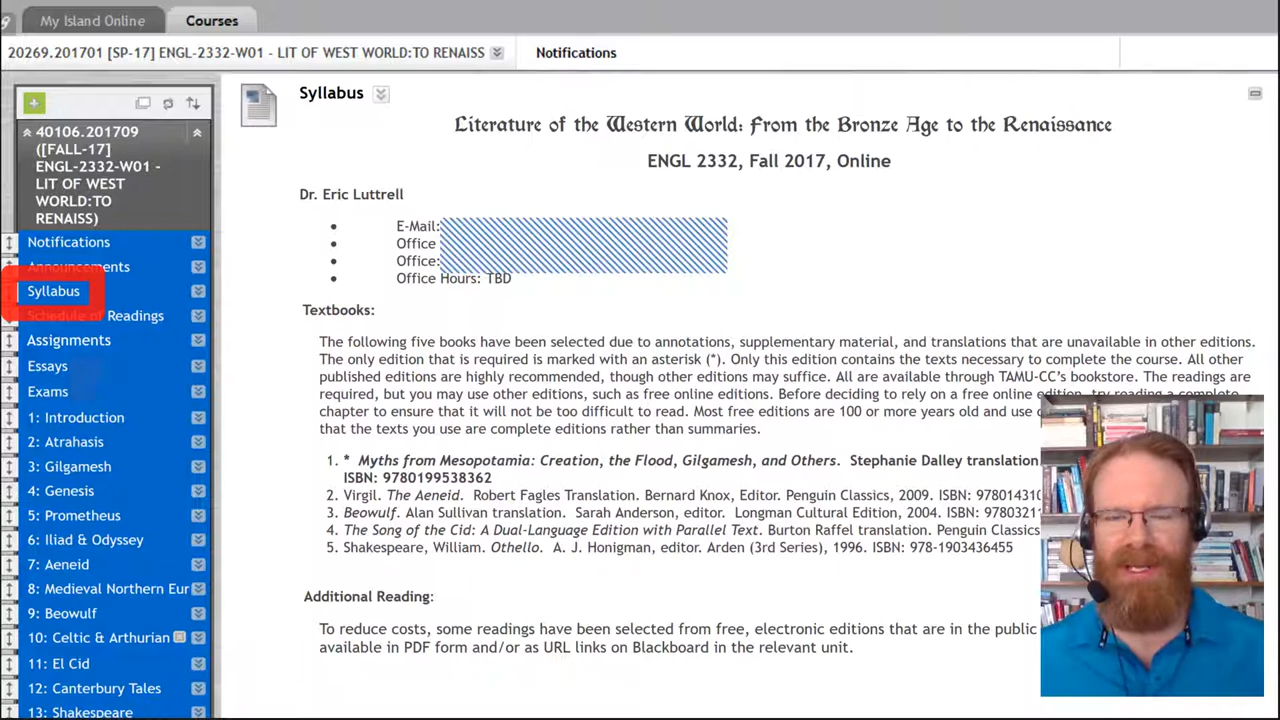 My Island Online
Courses
20269.201701 [SP-17] ENGL-2332-W01 - LIT OF WEST WORLD:TO RENAISS
Notifications
40106.201709
([FALL-17]
ENGL-2332-W01 -
LIT OF WEST
WORLD:TO
RENAISS)
Notifications
Announcements
Syllabus
Schedule of Readings
Assignments
Essays
Exams
1: Introduction
2: Atrahasis
3: Gilgamesh
4: Genesis
5: Prometheus
6: Iliad & Odyssey
7: Aeneid
8: Medieval Northern Eur
9: Beowulf
10: Celtic & Arthurian
11: El Cid
12: Canterbury Tales
13: Shakespeare
Syllabus
Literature of the Western World: From the Bronze Age to the Renaissance
ENGL 2332, Fall 2017, Online
Dr. Eric Luttrell
• E-Mail:
• Office
• Office:
• Office Hours: TBD
Textbooks:
The following five books have been selected due to annotations, supplementary material, and translations that are unavailable in other editions.
The only edition that is required is marked with an asterisk (*). Only this edition contains the texts necessary to complete the course. All other
published editions are highly recommended, though other editions may suffice. All are available through TAMU-CC's bookstore. The readings are
required, but you may use other editions, such as free online editions. Before deciding to rely on a free online edition, try reading a complete
chapter to ensure that it will not be too difficult to read. Most free editions are 100 or more years old and use
that the texts you use are complete editions rather than summaries.
1. * Myths from Mesopotamia: Creation, the Flood, Gilgamesh, and Others. Stephanie Dalley translation.
ISBN: 9780199538362
2. Virgil. The Aeneid. Robert Fagles Translation. Bernard Knox, Editor. Penguin Classics, 2009. ISBN: 978014310
3. Beowulf. Alan Sullivan translation. Sarah Anderson, editor. Longman Cultural Edition, 2004. ISBN: 9780321
4. The Song of the Cid: A Dual-Language Edition with Parallel Text. Burton Raffel translation. Penguin Classics
5. Shakespeare, William. Othello. A. J. Honigman, editor. Arden (3rd Series), 1996. ISBN: 978-1903436455
Additional Reading:
To reduce costs, some readings have been selected from free, electronic editions that are in the public
available in PDF form and/or as URL links on Blackboard in the relevant unit.